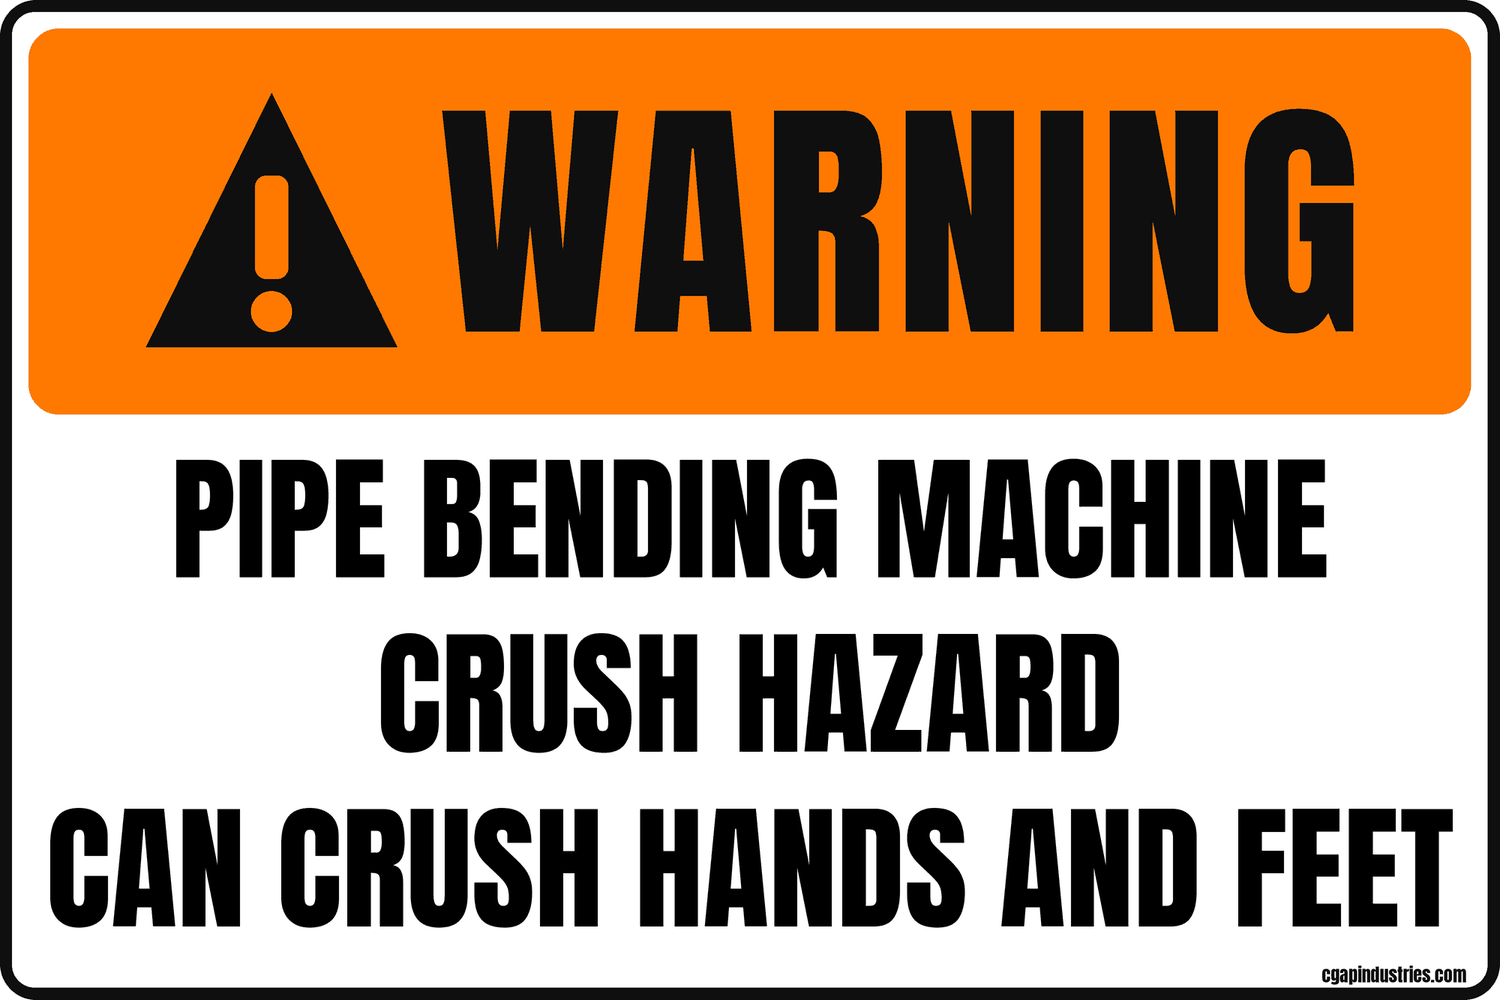 WARNING
PIPE BENDING MACHINE
CRUSH HAZARD
CAN CRUSH HANDS AND FEET
cgapindustries.com